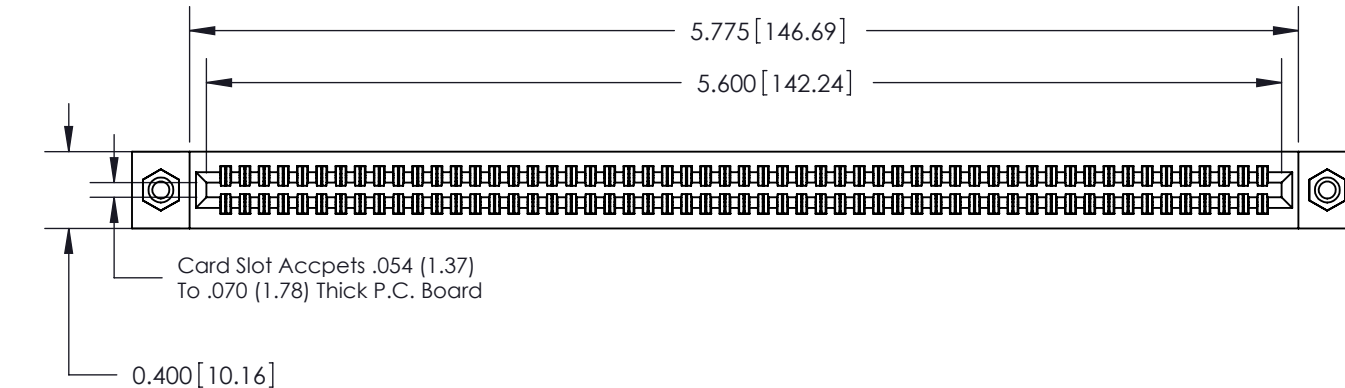 5.775 [146.69]
5.600 [142.24]
Card Slot Accpets .054 (1.37)
To .070 (1.78) Thick P.C. Board
0.400 [10.16]